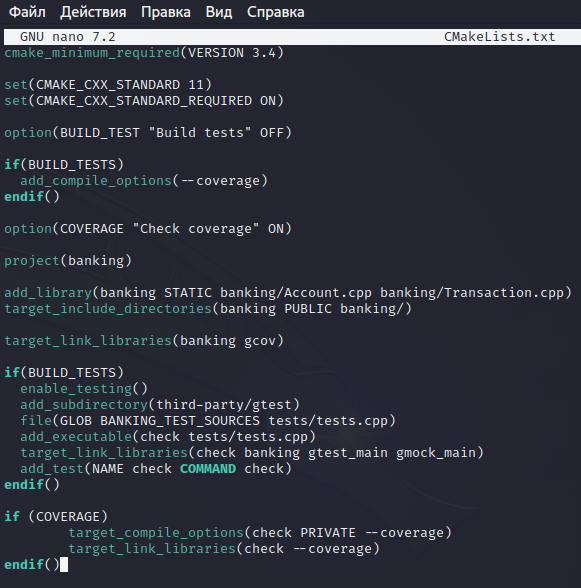 Файл Действия Правка Вид Справка
GNU nano 7.2 CMakeLists.txt
cmake_minimum_required(VERSION 3.4)
set(CMAKE_CXX_STANDARD 11)
set(CMAKE_CXX_STANDARD_REQUIRED ON)
option(BUILD_TEST "Build tests" OFF)
if(BUILD_TESTS)
  add_compile_options(--coverage)
endif()
option(COVERAGE "Check coverage" ON)
project(banking)
add_library(banking STATIC banking/Account.cpp banking/Transaction.cpp)
target_include_directories(banking PUBLIC banking/)
target_link_libraries(banking gcov)
if(BUILD_TESTS)
  enable_testing()
  add_subdirectory(third-party/gtest)
  file(GLOB BANKING_TEST_SOURCES tests/tests.cpp)
  add_executable(check tests/tests.cpp)
  target_link_libraries(check banking gtest_main gmock_main)
  add_test(NAME check COMMAND check)
endif()
if (COVERAGE)
        target_compile_options(check PRIVATE --coverage)
        target_link_libraries(check --coverage)
endif()